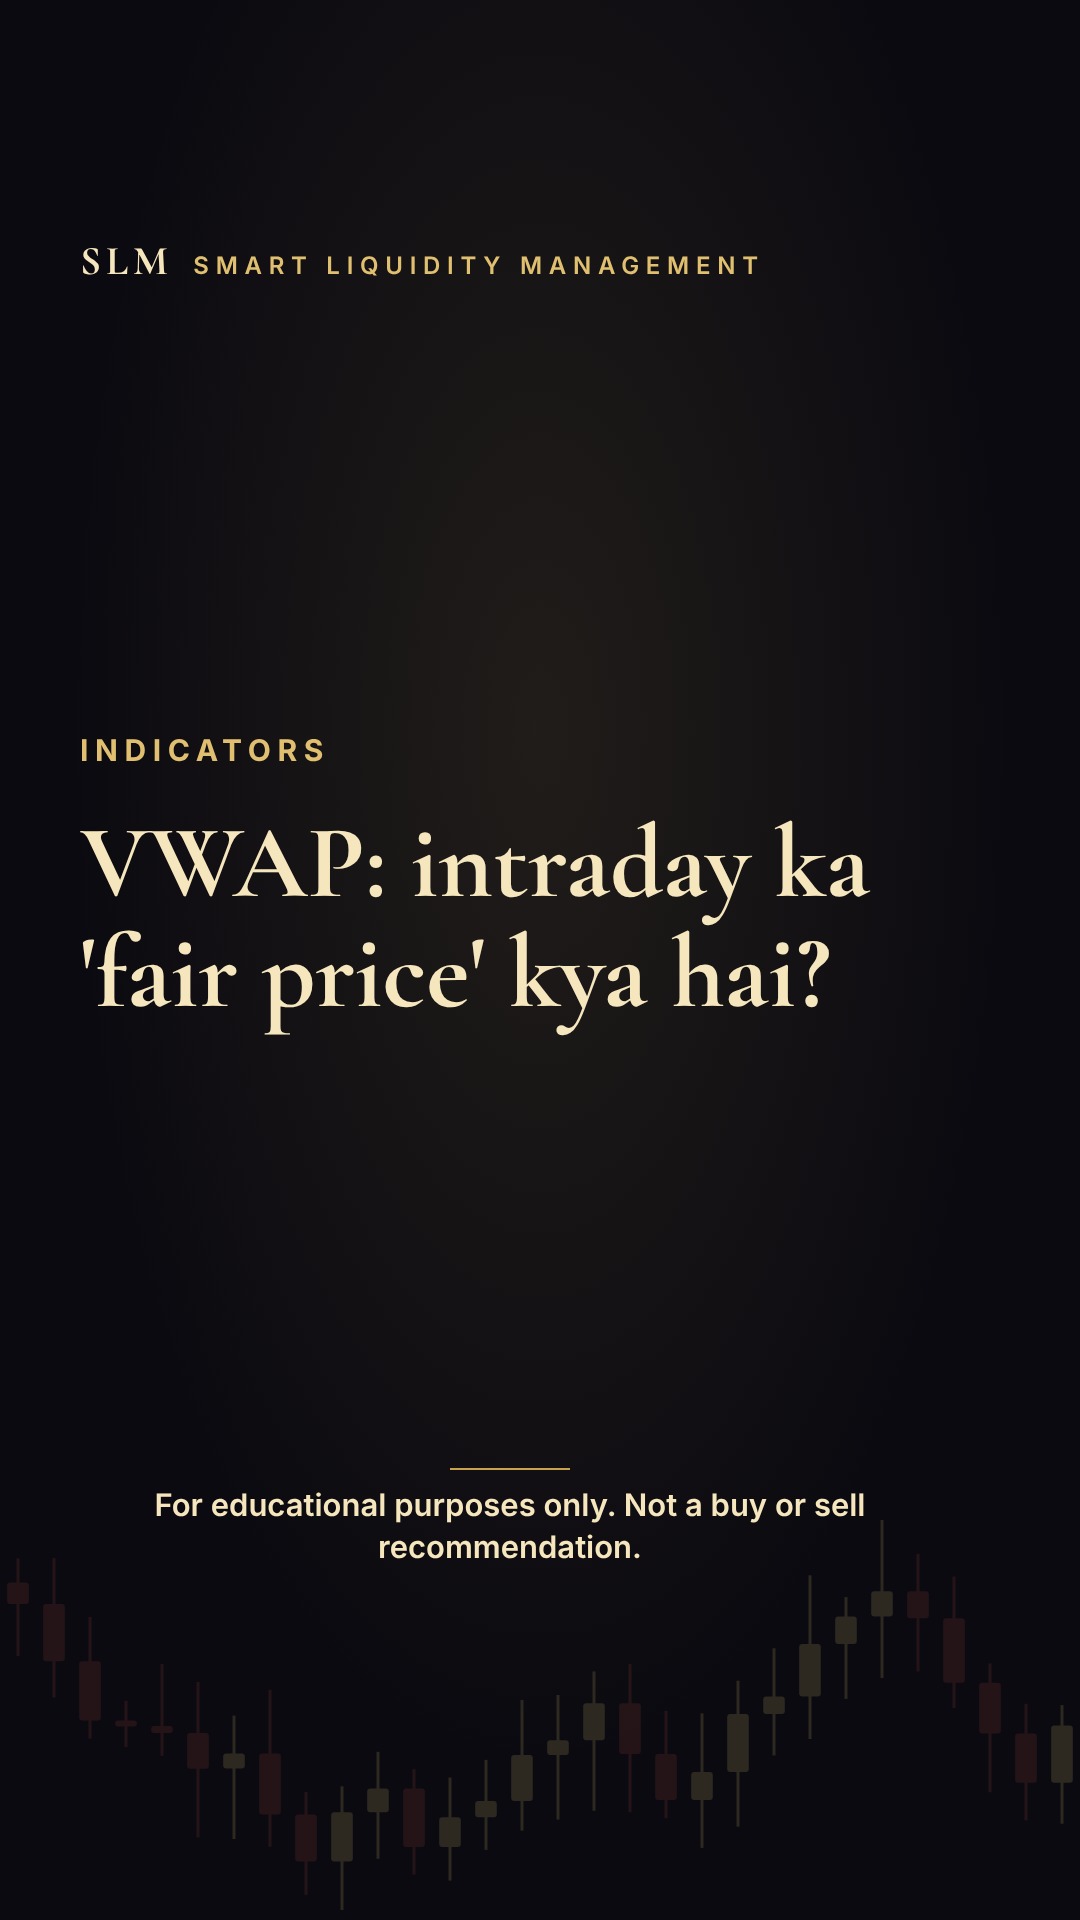 SLM SMART LIQUIDITY MANAGEMENT
INDICATORS
VWAP: intraday ka
'fair price' kya hai?
For educational purposes only. Not a buy or sell
recommendation.